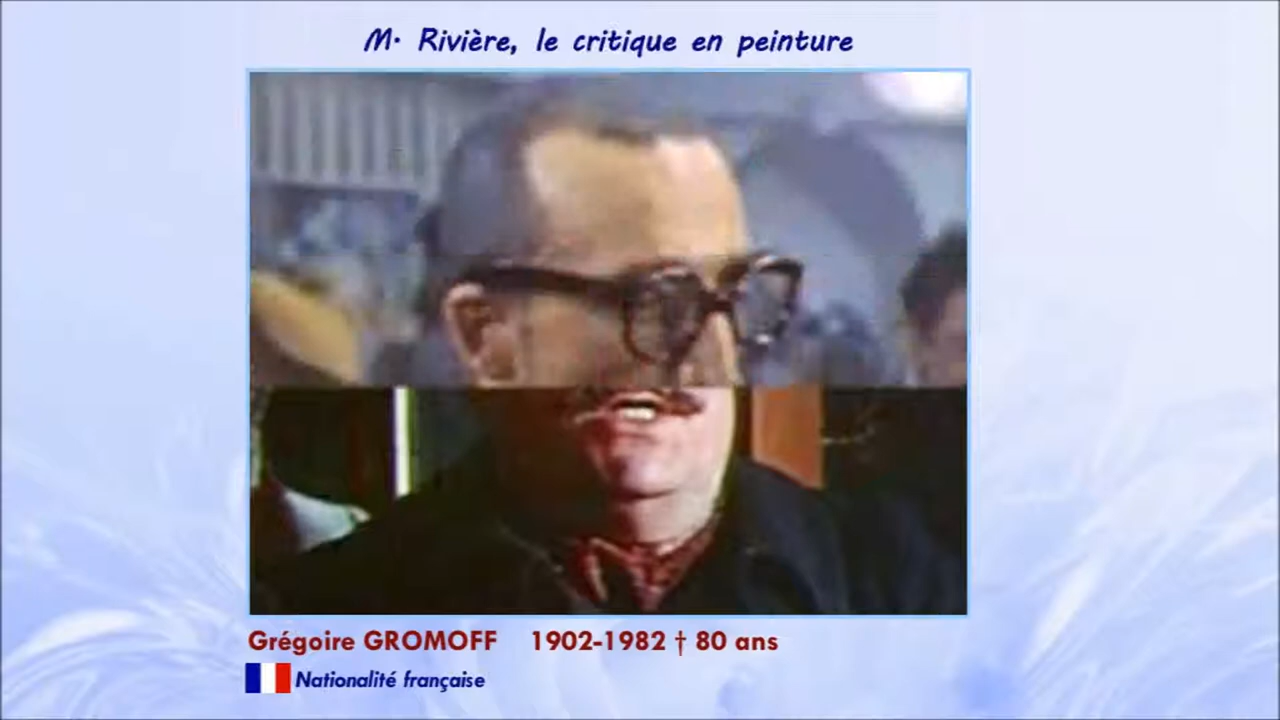 M. Rivière, le critique en peinture
Grégoire GROMOFF 1902-1982 † 80 ans
Nationalité française